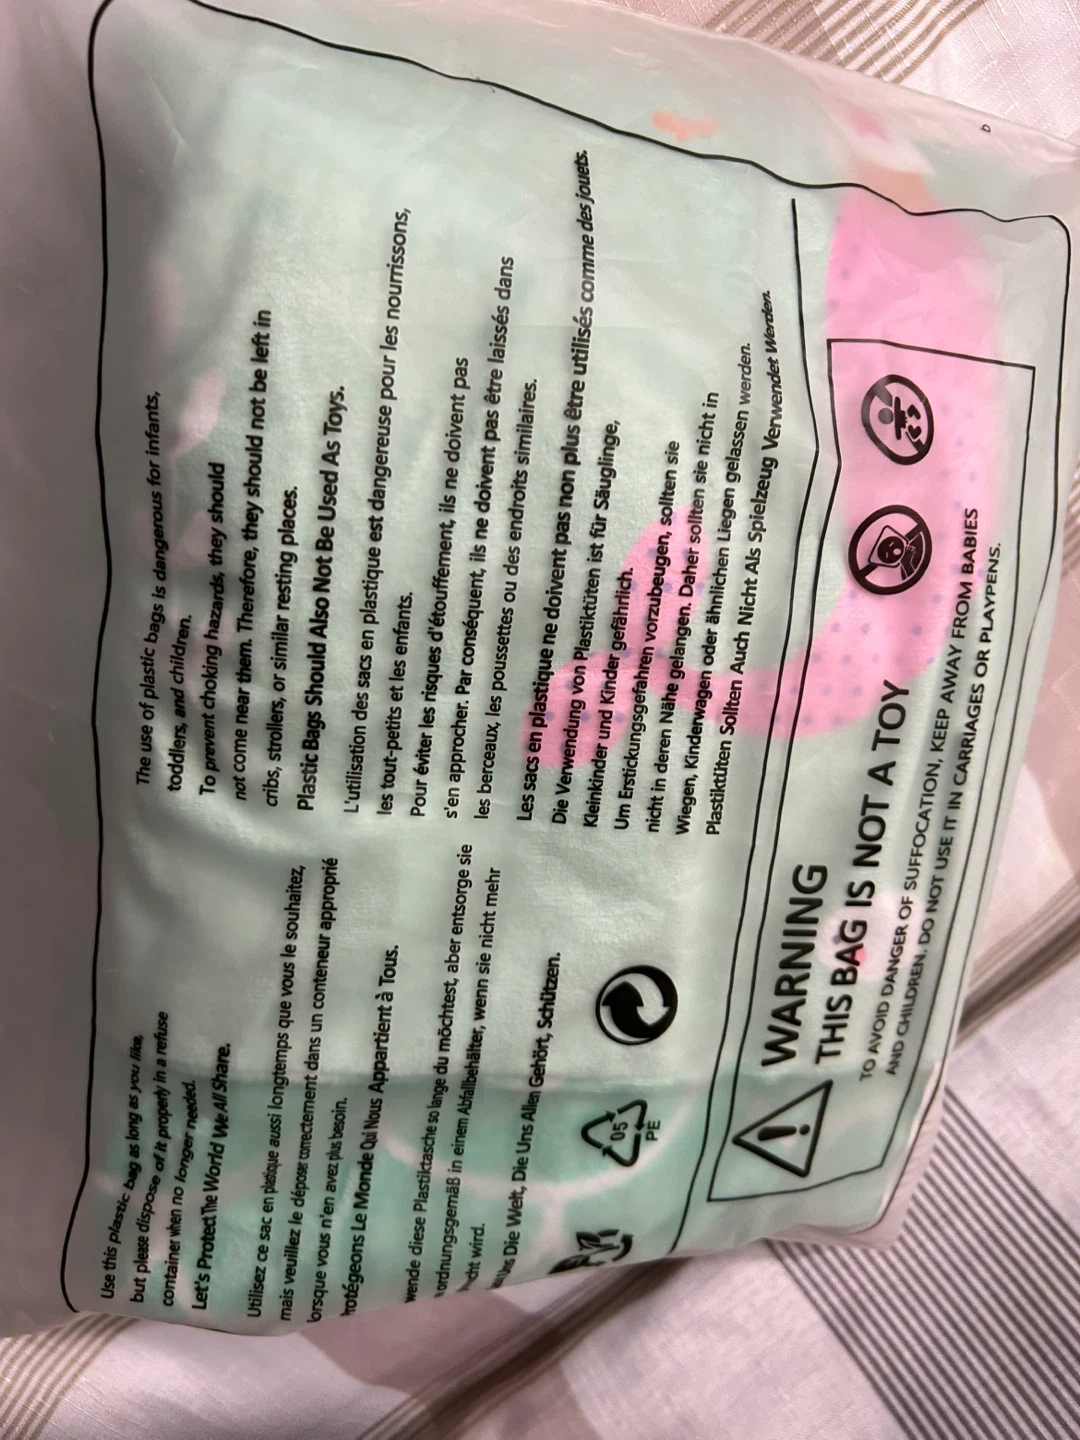 Use this plastic bag as long as you like,
but please dispose of it properly in a refuse
container when no longer needed.
Let's Protect The World We All Share.
Utilisez ce sac en plastique aussi longtemps que vous le souhaitez,
mais veuillez le déposer correctement dans un conteneur approprié
lorsque vous n'en avez plus besoin.
Protégeons Le Monde Qui Nous Appartient à Tous.
wende diese Plastiktasche so lange du möchtest, aber entsorge sie
ordnungsgemäß in einem Abfallbehälter, wenn sie nicht mehr
wird.
Uns Die Welt, Die Uns Allen Gehört, Schützen.
05
PE
The use of plastic bags is dangerous for infants,
toddlers, and children.
To prevent choking hazards, they should
not come near them. Therefore, they should not be left in
cribs, strollers, or similar resting places.
Plastic Bags Should Also Not Be Used As Toys.
L'utilisation des sacs en plastique est dangereuse pour les nourrissons,
les tout-petits et les enfants.
Pour éviter les risques d'étouffement, ils ne doivent pas
s'en approcher. Par conséquent, ils ne doivent pas être laissés dans
les berceaux, les poussettes ou des endroits similaires.
Les sacs en plastique ne doivent pas non plus être utilisés comme des jouets.
Die Verwendung von Plastiktüten ist für Säuglinge,
Kleinkinder und Kinder gefährlich.
Um Erstickungsgefahren vorzubeugen, sollten sie
nicht in deren Nähe gelangen. Daher sollten sie nicht in
Wiegen, Kinderwagen oder ähnlichen Liegen gelassen werden.
Plastiktüten Sollten Auch Nicht Als Spielzeug Verwendet Werden.
WARNING
THIS BAG IS NOT A TOY
TO AVOID DANGER OF SUFFOCATION, KEEP AWAY FROM BABIES
AND CHILDREN. DO NOT USE IT IN CARRIAGES OR PLAYPENS.